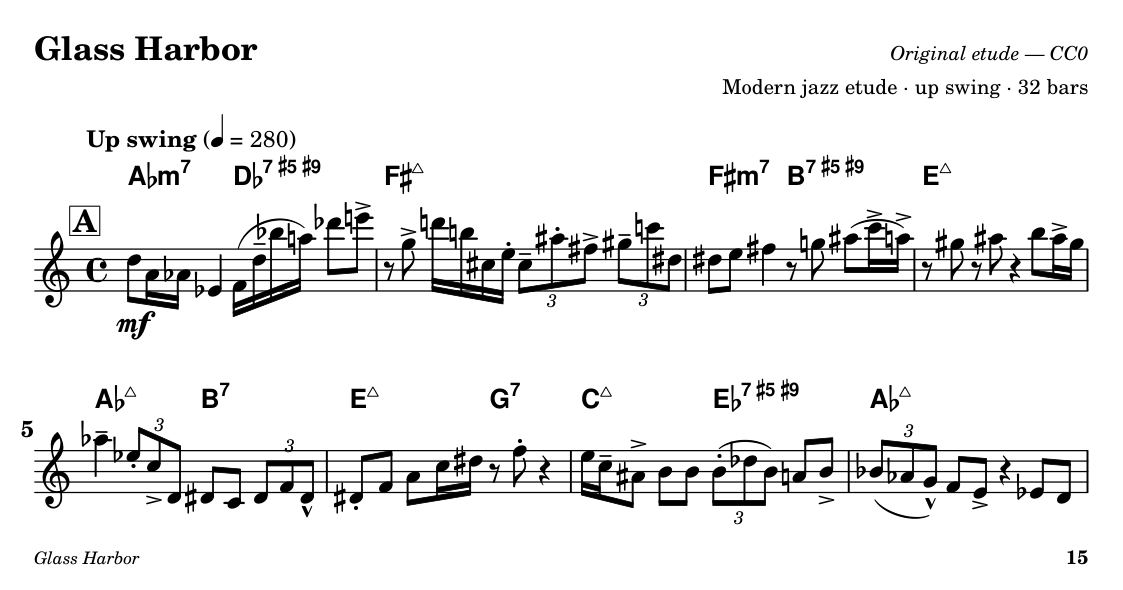 Glass Harbor
Original etude — CC0
Modern jazz etude · up swing · 32 bars
Up swing (♩ = 280)
A♭m7 D♭7 ♯5 ♯9 F♯△ F♯m7 B7 ♯5 ♯9 E△
A
3 3
mf
A♭△ B7 E△ G7 C△ E♭7 ♯5 ♯9 A♭△
5
3 3 3 3
Glass Harbor
15